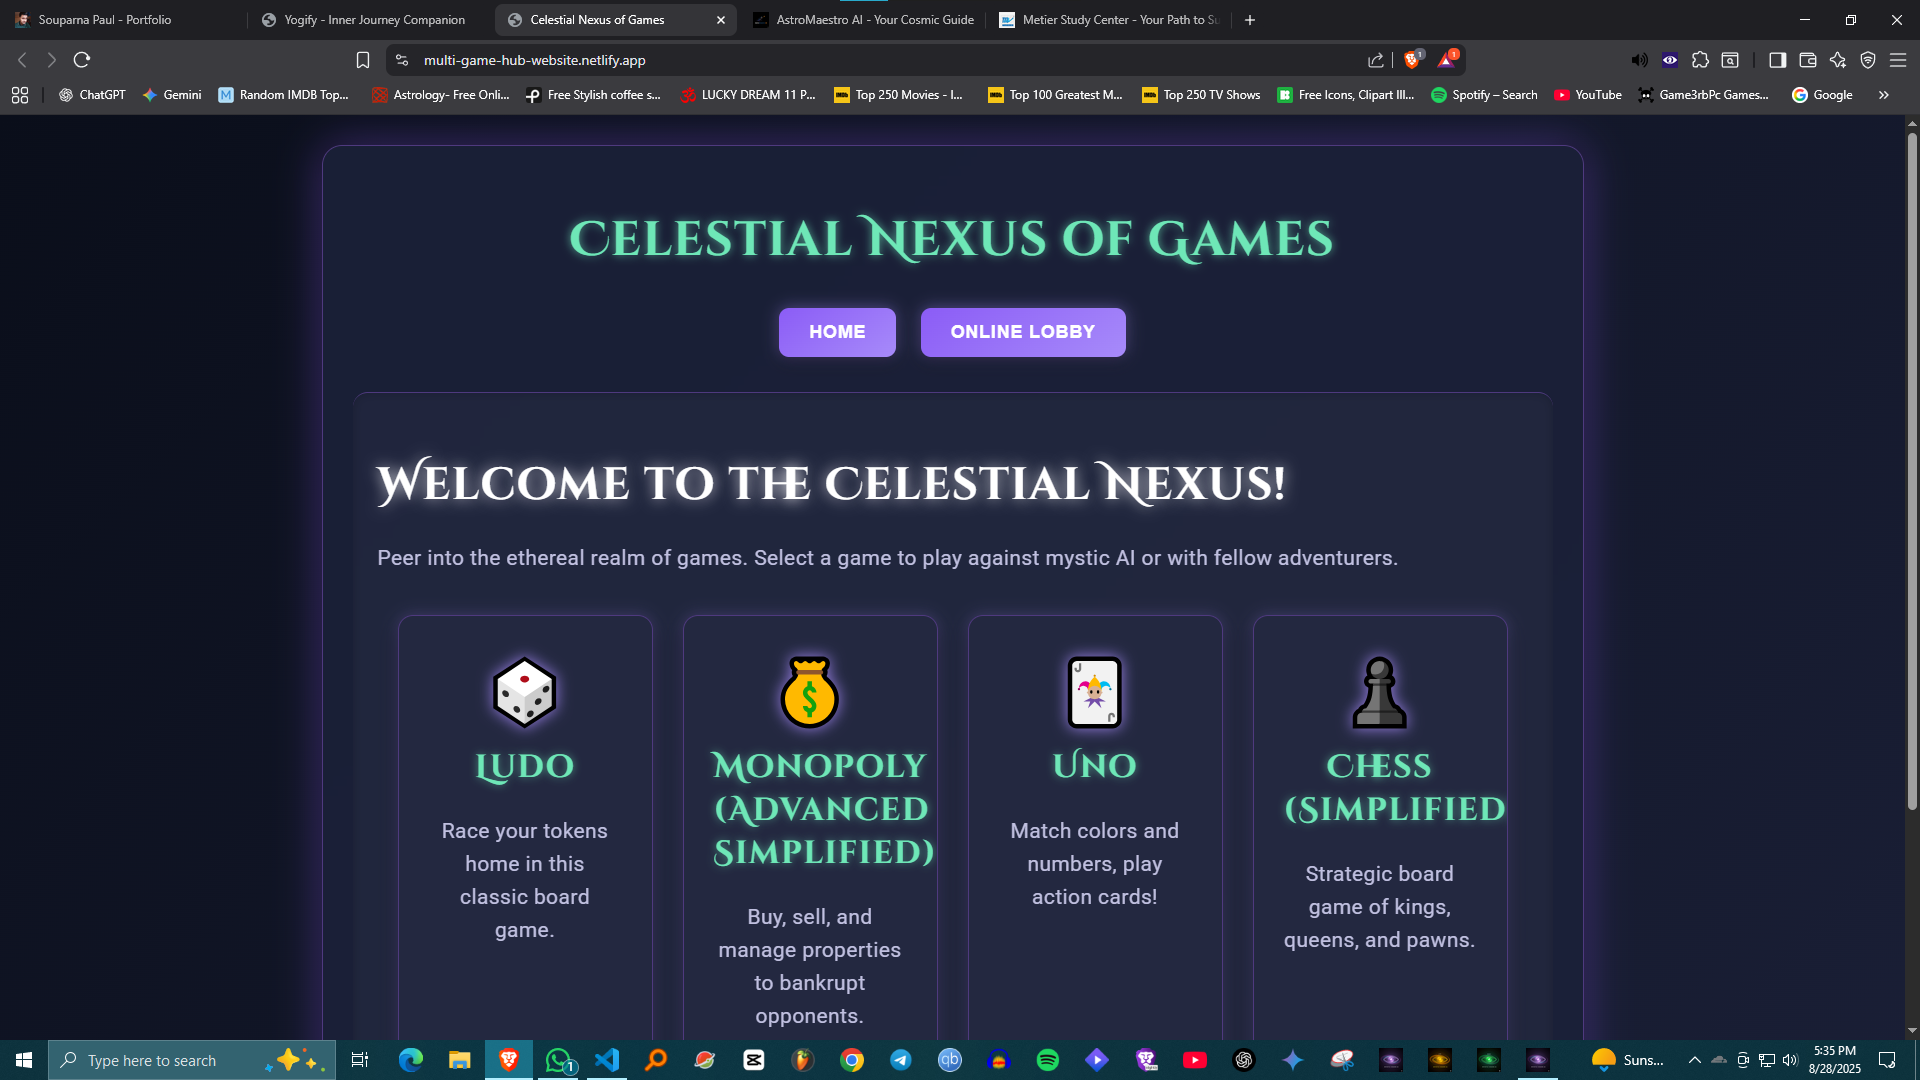 Souparna Paul - Portfolio
Yogify - Inner Journey Companion
Celestial Nexus of Games
AstroMaestro AI - Your Cosmic Guide
Metier Study Center - Your Path to Su
multi-game-hub-website.netlify.app
1
1
ChatGPT
Gemini
Random IMDB Top...
Astrology- Free Onli...
Free Stylish coffee s...
LUCKY DREAM 11 P...
Top 250 Movies - I...
Top 100 Greatest M...
Top 250 TV Shows
Free Icons, Clipart Ill...
Spotify – Search
YouTube
Game3rbPc Games...
Google
Celestial Nexus of Games
HOME
ONLINE LOBBY
Welcome to the Celestial Nexus!
Peer into the ethereal realm of games. Select a game to play against mystic AI or with fellow adventurers.
Ludo
Race your tokens
home in this
classic board
game.
Monopoly
(Advanced
Simplified)
Buy, sell, and
manage properties
to bankrupt
opponents.
Uno
Match colors and
numbers, play
action cards!
Chess
(Simplified
Strategic board
game of kings,
queens, and pawns.
Type here to search
1
Suns...
5:35 PM
8/28/2025